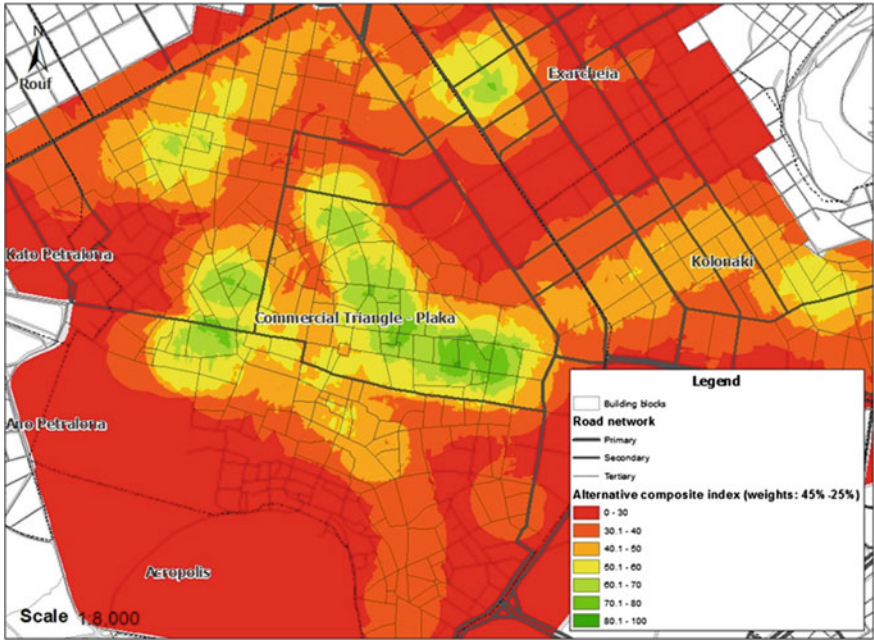 N
Rouf
Exarcheia
Kato Petralona
Kolonaki
Commercial Triangle - Plaka
Ano Petralona
Acropolis
Scale 1:8.000
Legend
Building blocks
Road network
Primary
Secondary
Tertiary
Alternative composite index (weights: 45% -25%)
0 - 30
30.1 - 40
40.1 - 50
50.1 - 60
60.1 - 70
70.1 - 80
80.1 - 100